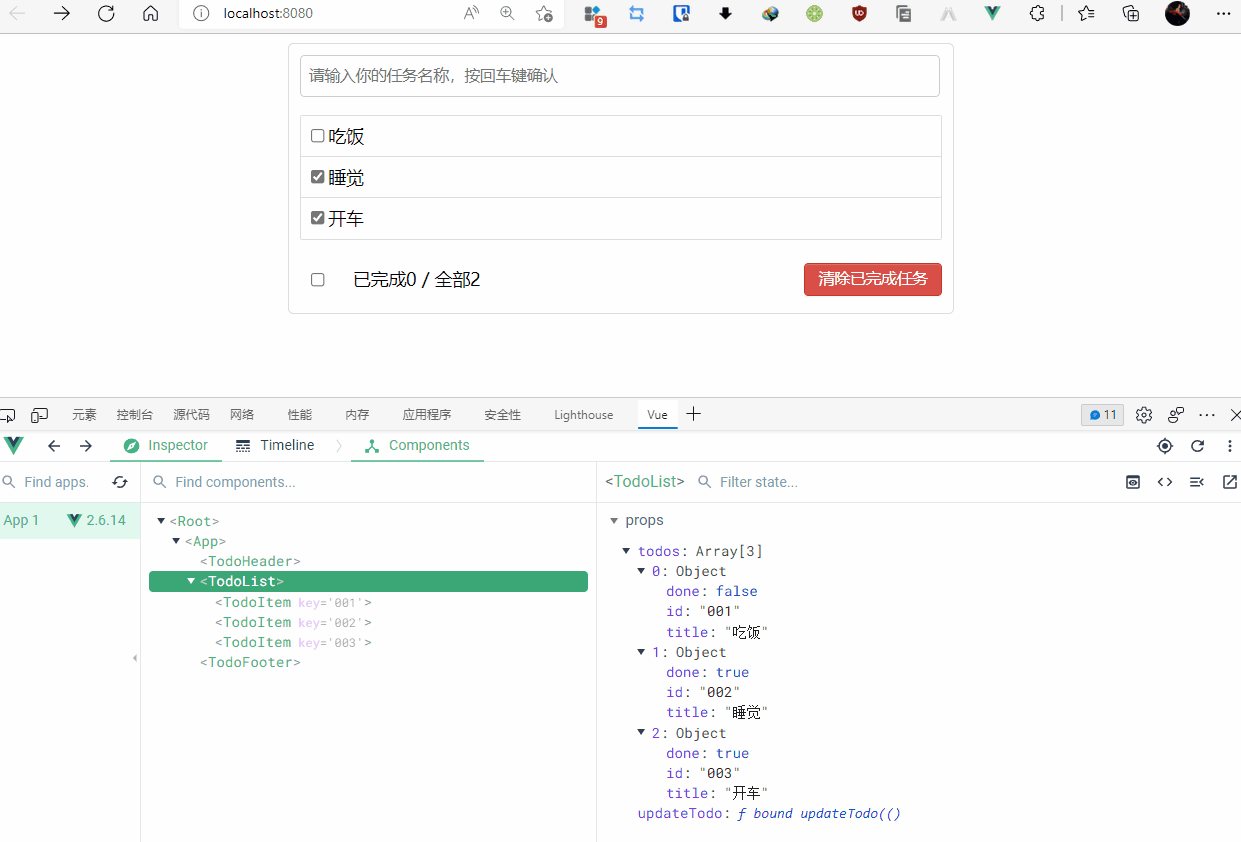 localhost:8080
9
请输入你的任务名称，按回车键确认
吃饭
睡觉
开车
已完成0 / 全部2 清除已完成任务
元素 控制台 源代码 网络 性能 内存 应用程序 安全性 Lighthouse Vue 11
Inspector Timeline Components
Find apps. Find components... <TodoList> Filter state...
App 1 2.6.14
<Root>
<App>
<TodoHeader>
<TodoList>
<TodoItem key='001'>
<TodoItem key='002'>
<TodoItem key='003'>
<TodoFooter>
props
todos: Array[3]
0: Object
done: false
id: "001"
title: "吃饭"
1: Object
done: true
id: "002"
title: "睡觉"
2: Object
done: true
id: "003"
title: "开车"
updateTodo: ƒ bound updateTodo(()